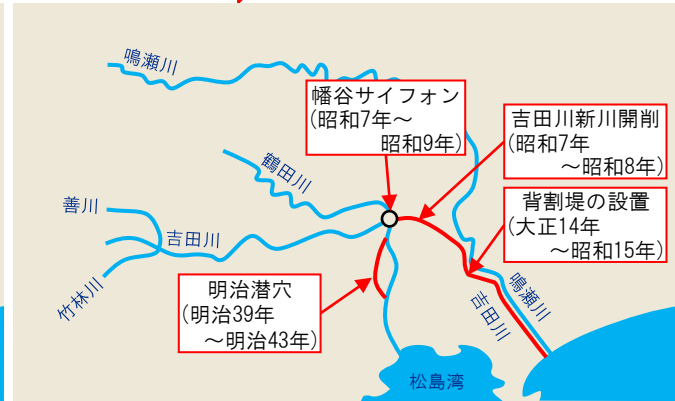 鳴瀬川
幡谷サイフォン
(昭和7年～
昭和9年)
吉田川新川開削
(昭和7年
～昭和8年)
鶴田川
善川
吉田川
背割堤の設置
(大正14年
～昭和15年)
竹林川
明治潜穴
(明治39年
～明治43年)
鳴瀬川
吉田川
松島湾